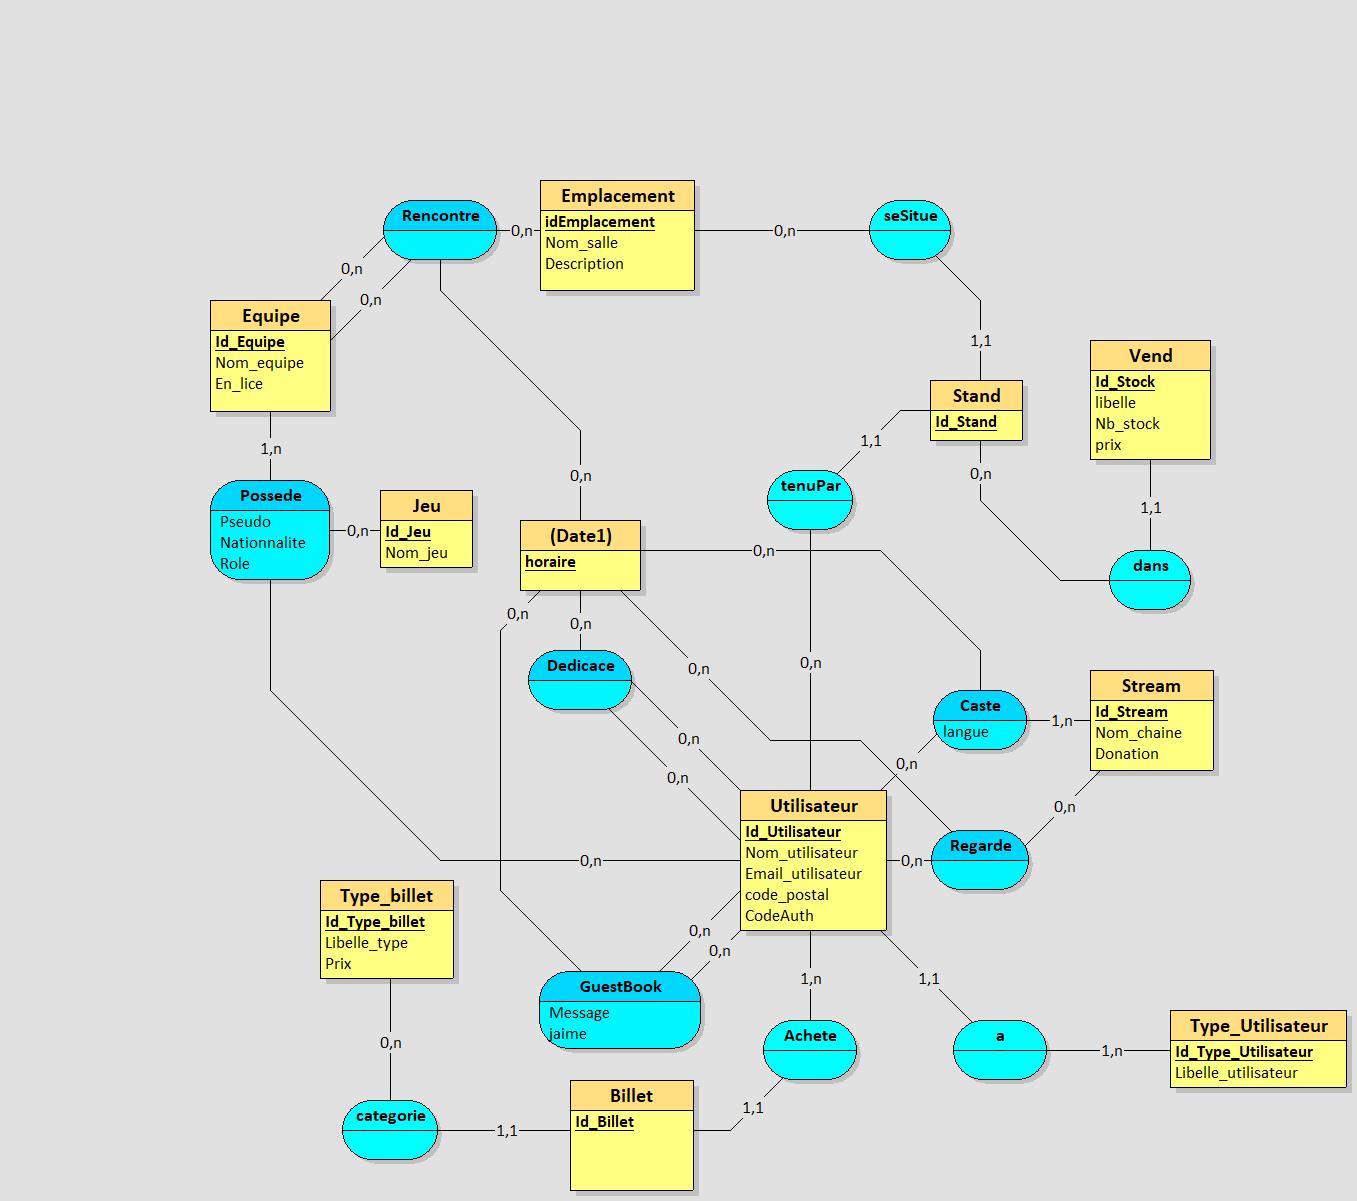 Rencontre
0,n
Emplacement
idEmplacement
Nom_salle
Description
0,n
seSitue
0,n
0,n
Equipe
Id_Equipe
Nom_equipe
En_lice
1,1
Vend
Id_Stock
libelle
Nb_stock
prix
Stand
Id_Stand
1,1
1,n
0,n
0,n
tenuPar
1,1
Possede
Pseudo
Nationnalite
Role
0,n
Jeu
Id_Jeu
Nom_jeu
(Date1)
horaire
0,n
dans
0,n
0,n
Dedicace
0,n
0,n
0,n
0,n
Caste
langue
1,n
Stream
Id_Stream
Nom_chaine
Donation
0,n
0,n
0,n
Utilisateur
Id_Utilisateur
Nom_utilisateur
Email_utilisateur
code_postal
CodeAuth
0,n
Regarde
0,n
Type_billet
Id_Type_billet
Libelle_type
Prix
0,n
0,n
GuestBook
Message
jaime
1,n
1,1
0,n
Achete
a
1,n
Type_Utilisateur
Id_Type_Utilisateur
Libelle_utilisateur
categorie
1,1
Billet
Id_Billet
1,1